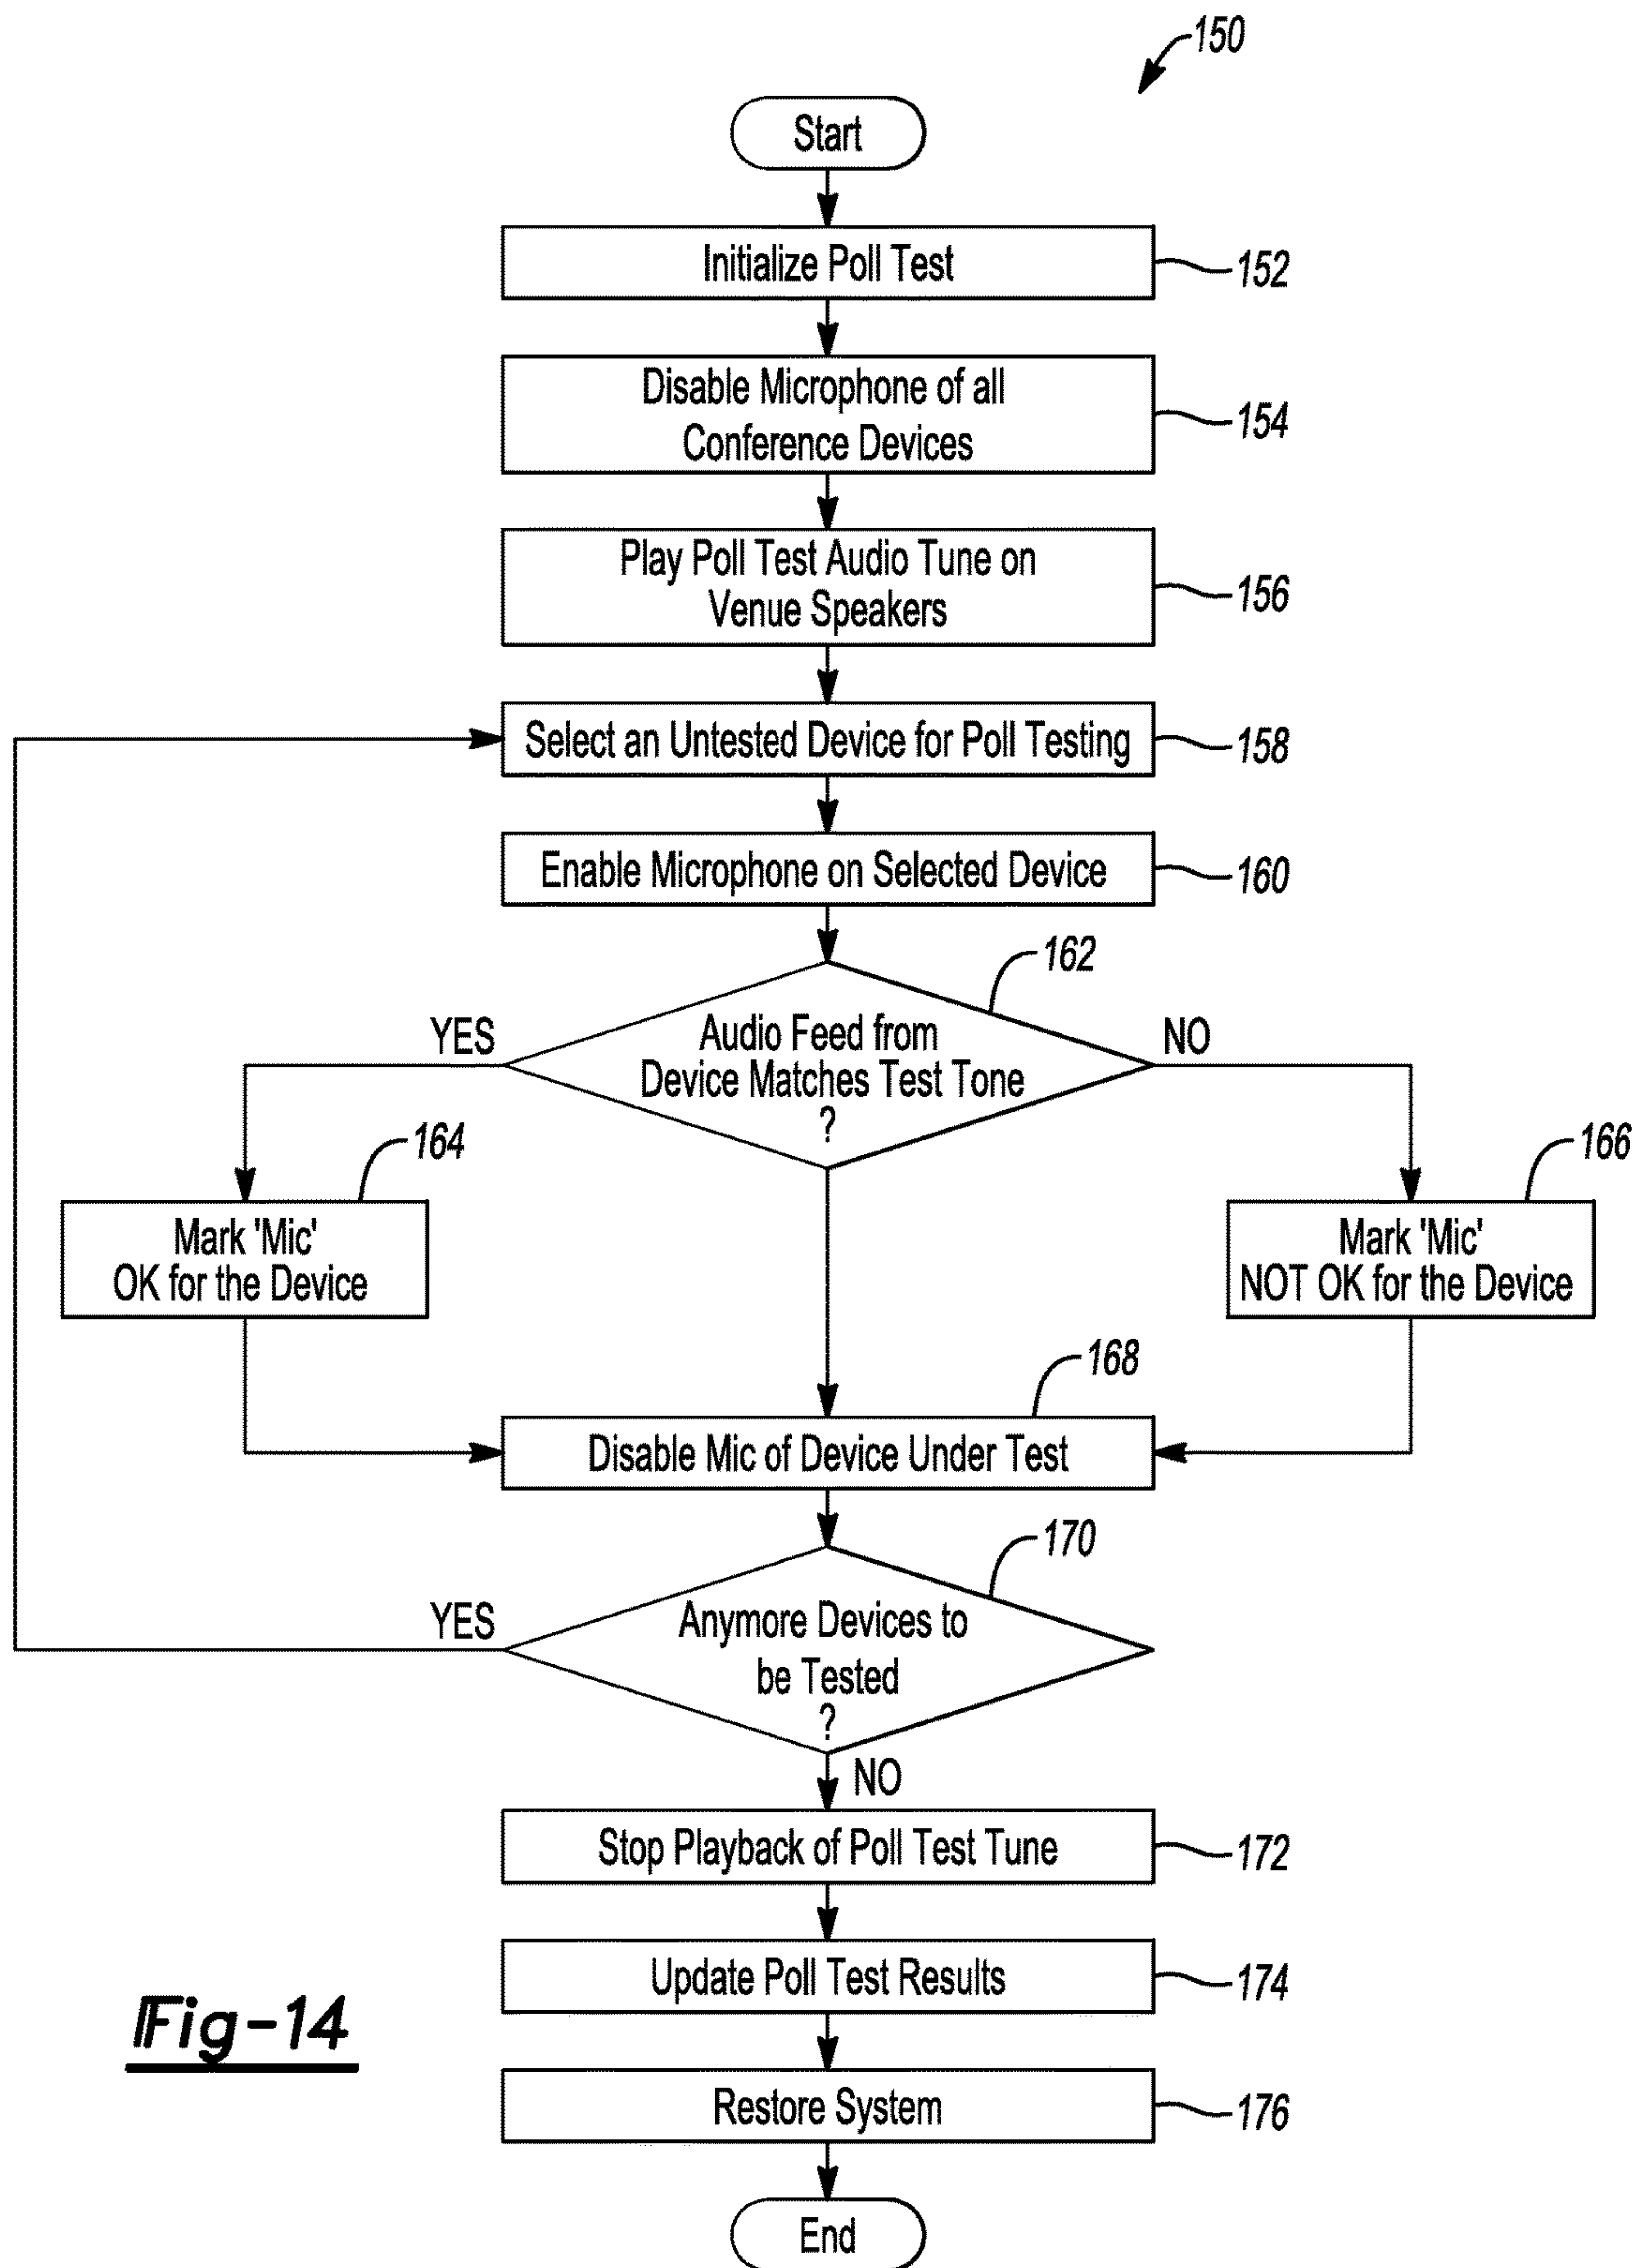 150
Start
Initialize Poll Test
152
Disable Microphone of all
Conference Devices
154
Play Poll Test Audio Tune on
Venue Speakers
156
Select an Untested Device for Poll Testing
158
Enable Microphone on Selected Device
160
162
YES
Audio Feed from
Device Matches Test Tone
?
NO
164
Mark 'Mic'
OK for the Device
166
Mark 'Mic'
NOT OK for the Device
168
Disable Mic of Device Under Test
170
YES
Anymore Devices to
be Tested
?
NO
Stop Playback of Poll Test Tune
172
Update Poll Test Results
174
Restore System
176
End
Fig-14